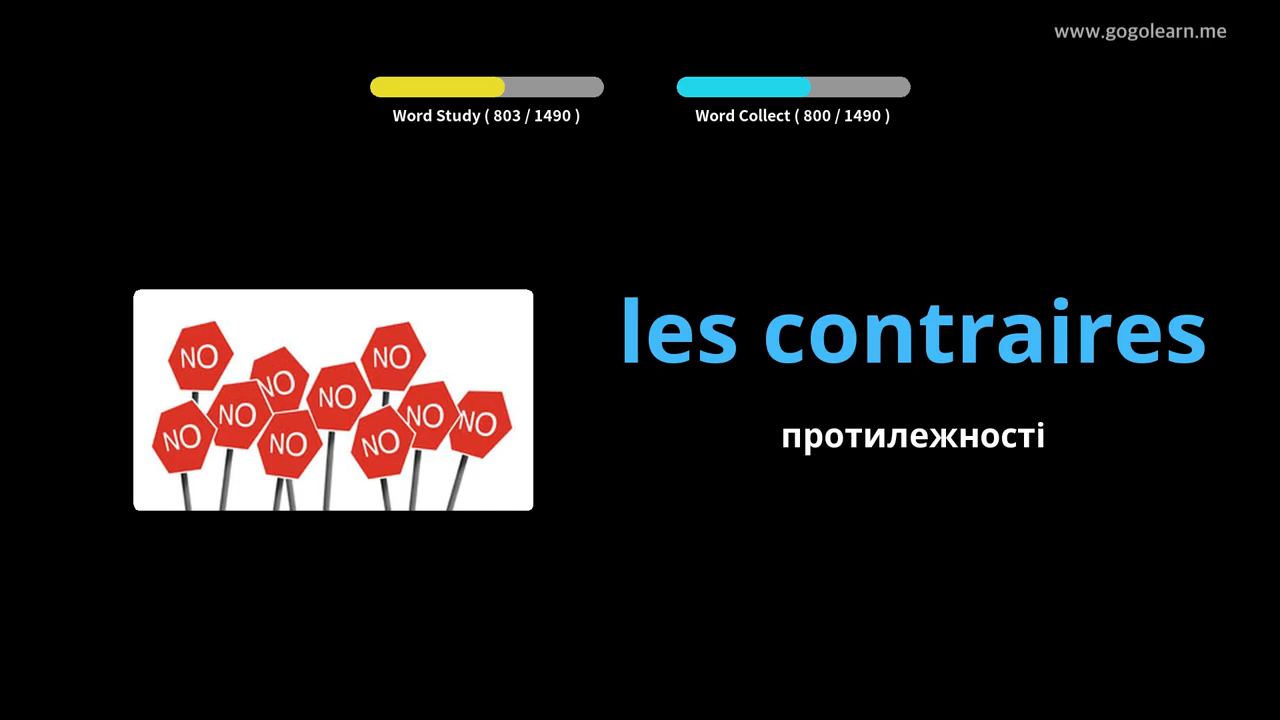 www.gogolearn.me
Word Study ( 803 / 1490 )
Word Collect ( 800 / 1490 )
les contraires
протилежності
NO
NO
NO
NO
NO
NO
NO
NO
NO
NO